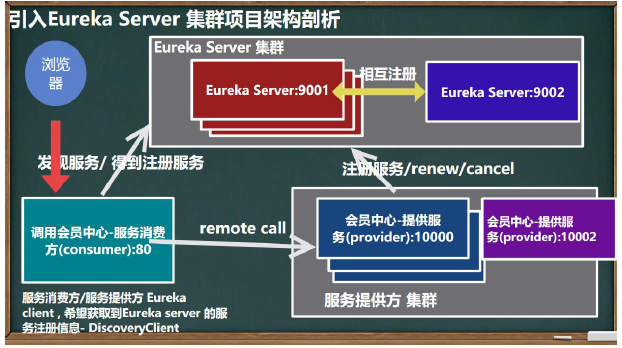 引入Eureka Server 集群项目架构剖析
Eureka Server 集群
浏览
器
相互注册
Eureka Server:9001
Eureka Server:9002
发现服务/ 得到注册服务
注册服务/renew/cancel
调用会员中心-服务消费
方(consumer):80
remote call
会员中心-提供服
务(provider):10000
会员中心-提供服
务(provider):10002
服务提供方 集群
服务消费方/服务提供方 Eureka
client , 希望获取到Eureka server 的服
务注册信息- DiscoveryClient